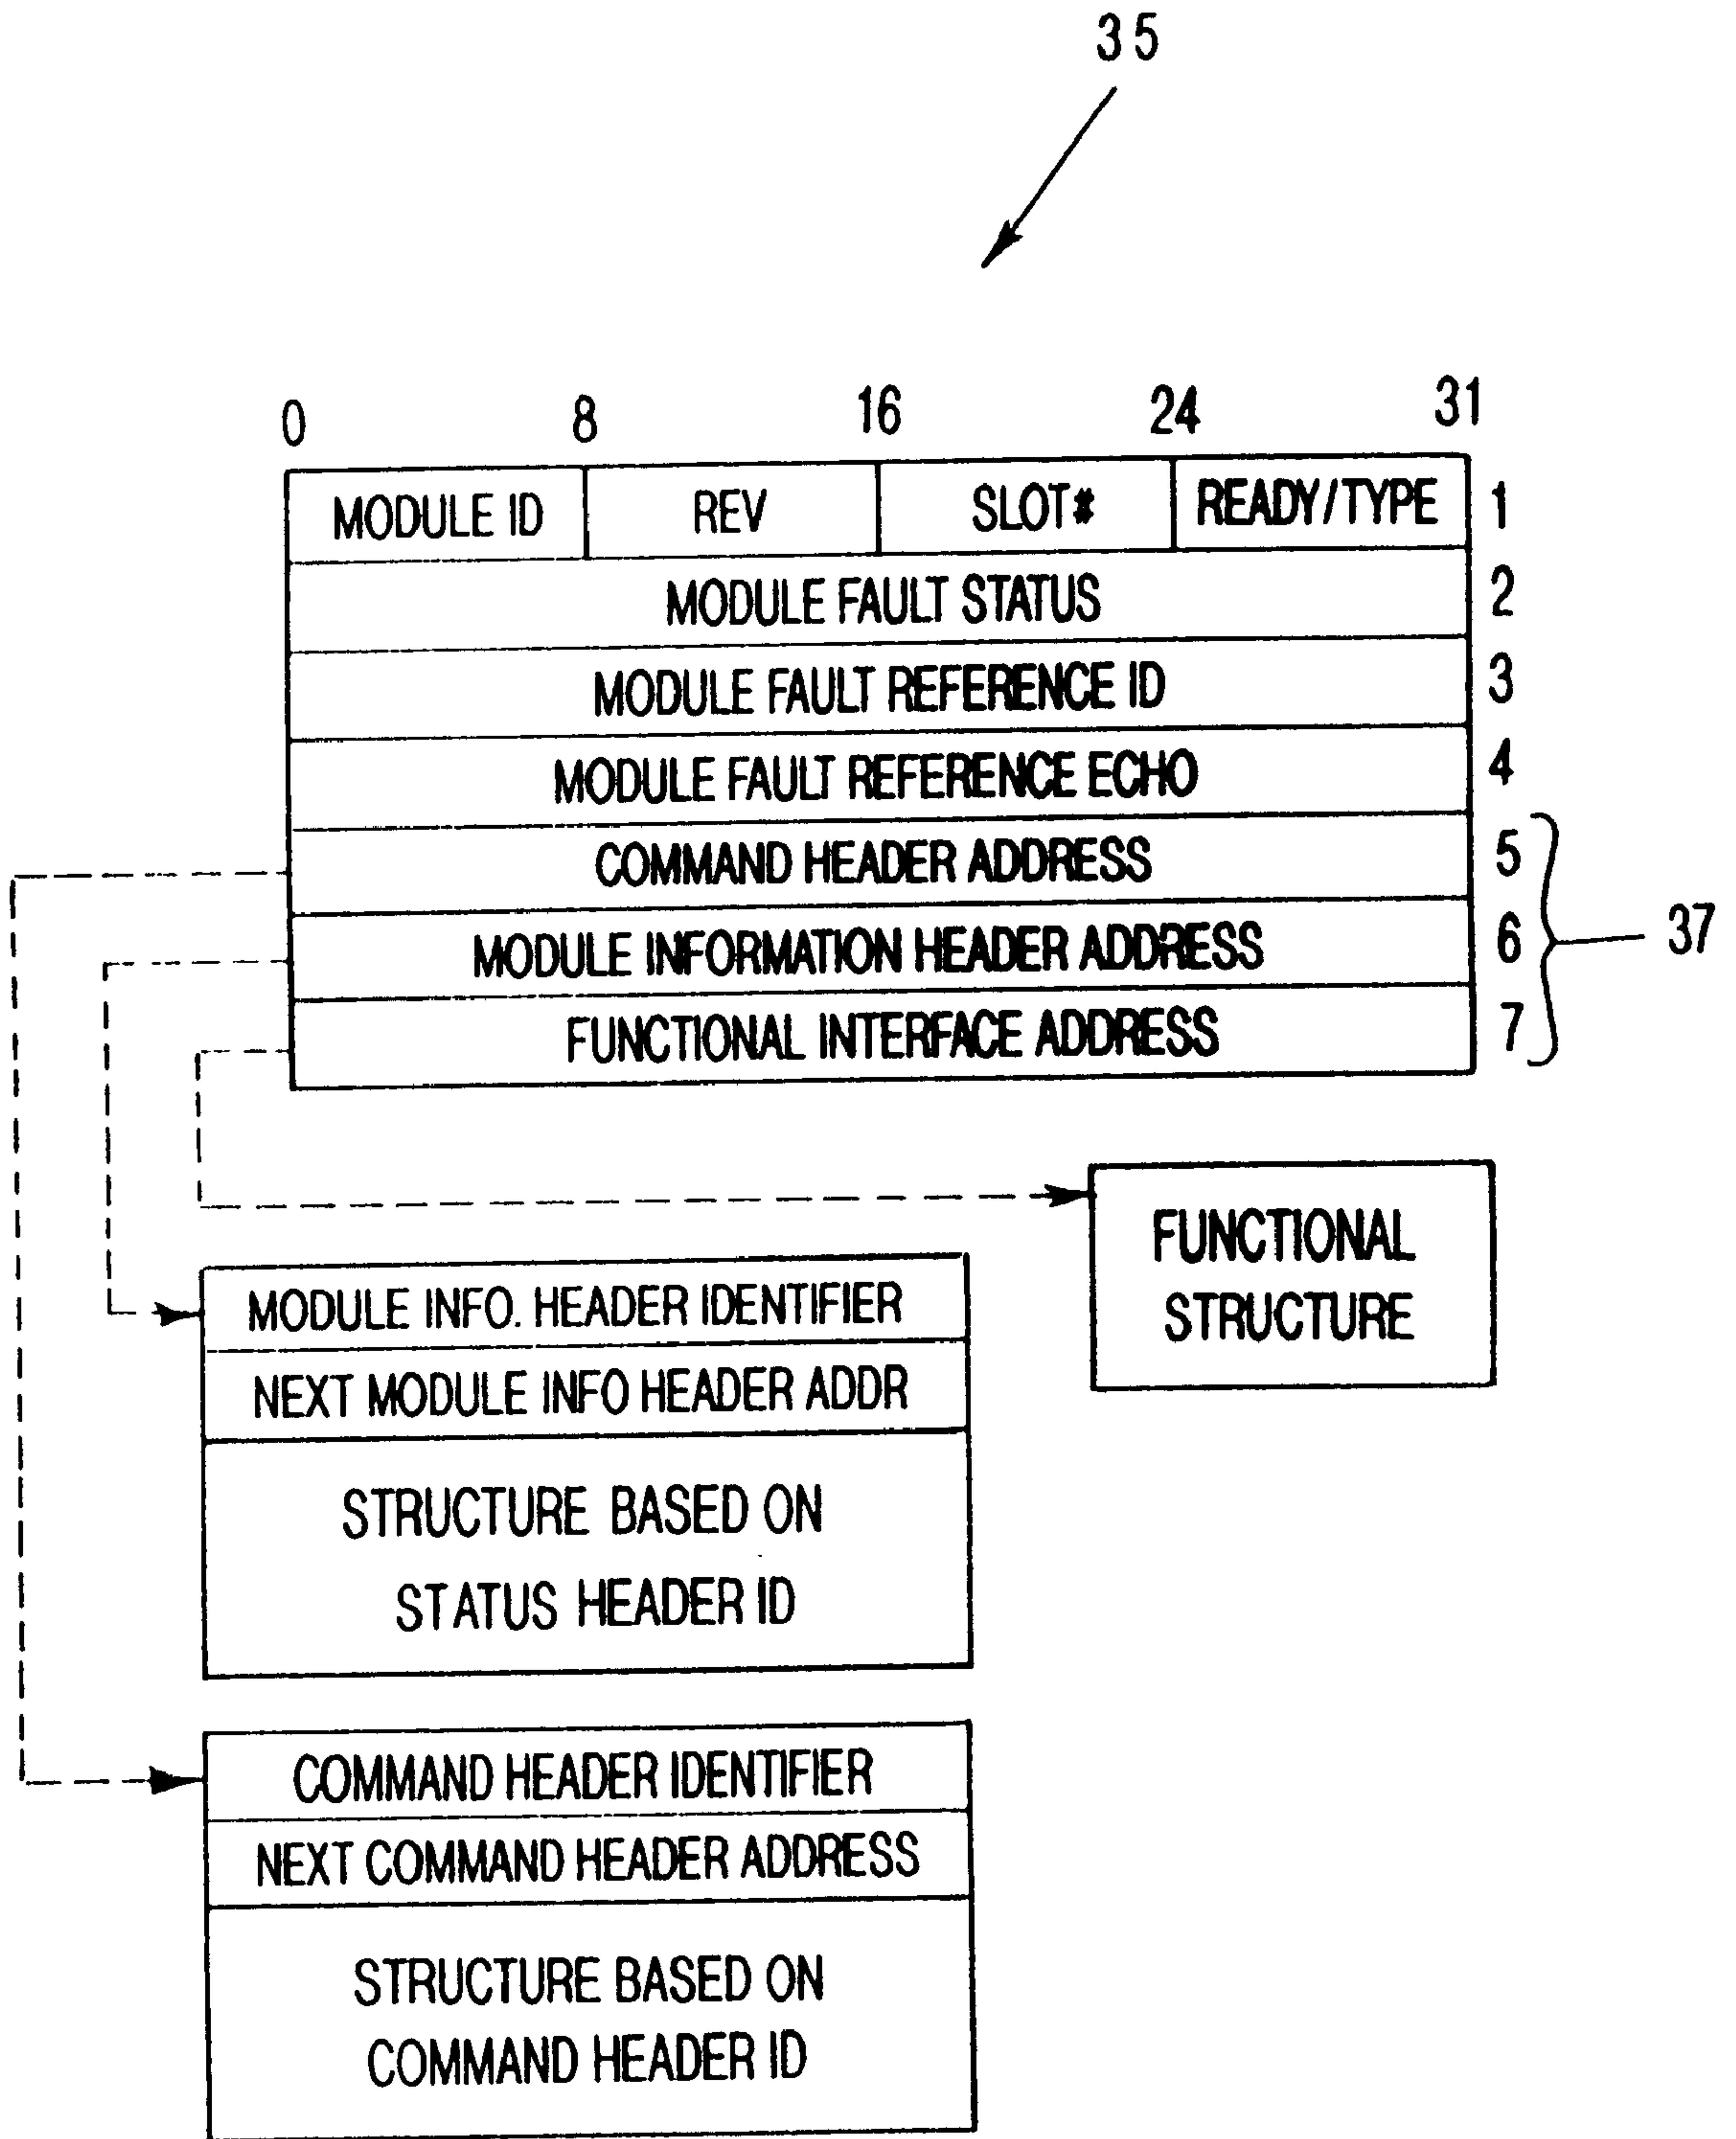 35
0 8 16 24 31
MODULE ID REV SLOT# READY/TYPE 1
MODULE FAULT STATUS 2
MODULE FAULT REFERENCE ID 3
MODULE FAULT REFERENCE ECHO 4
COMMAND HEADER ADDRESS 5
MODULE INFORMATION HEADER ADDRESS 6 37
FUNCTIONAL INTERFACE ADDRESS 7
FUNCTIONAL
STRUCTURE
MODULE INFO. HEADER IDENTIFIER
NEXT MODULE INFO HEADER ADDR
STRUCTURE BASED ON
STATUS HEADER ID
COMMAND HEADER IDENTIFIER
NEXT COMMAND HEADER ADDRESS
STRUCTURE BASED ON
COMMAND HEADER ID